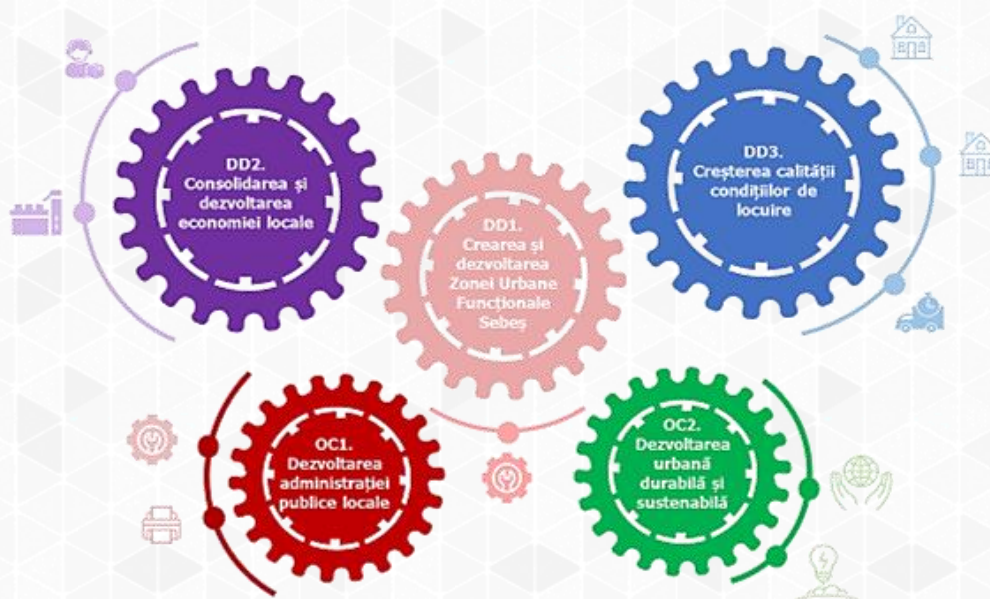 DD2.
Consolidarea și
dezvoltarea
economiei locale
DD3.
Creșterea calității
condițiilor de
locuire
DD1.
Crearea și
dezvoltarea
Zonei Urbane
Funcționale
Sebeș
OC1.
Dezvoltarea
administrației
publice locale
OC2.
Dezvoltarea
urbană
durabilă și
sustenabilă